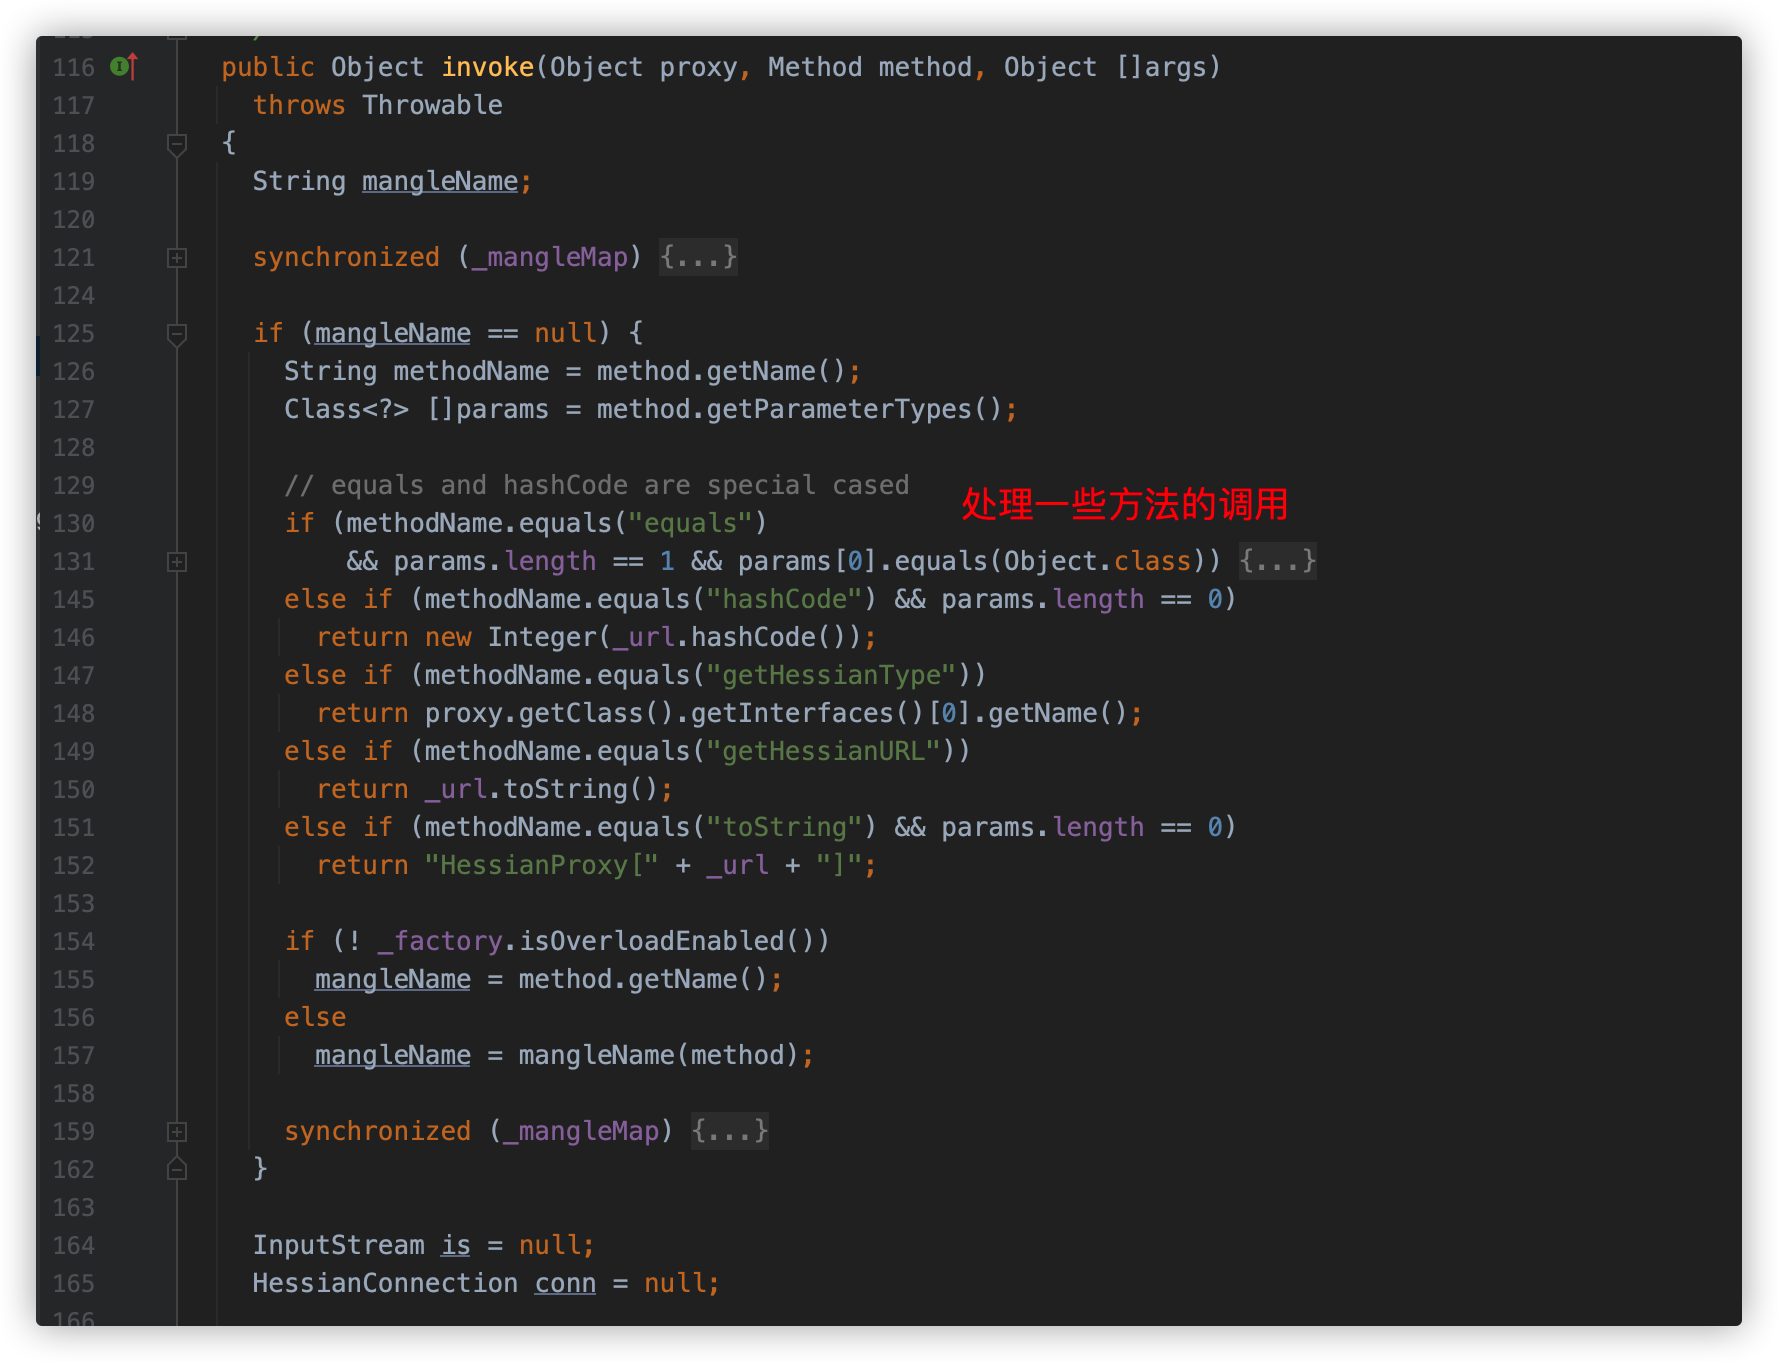 116 public Object invoke(Object proxy, Method method, Object []args)
117 throws Throwable
118 {
119 String mangleName;
120
121 synchronized (_mangleMap) {...}
124
125 if (mangleName == null) {
126 String methodName = method.getName();
127 Class<?> []params = method.getParameterTypes();
128
129 // equals and hashCode are special cased
处理一些方法的调用
130 if (methodName.equals("equals")
131 && params.length == 1 && params[0].equals(Object.class)) {...}
145 else if (methodName.equals("hashCode") && params.length == 0)
146 return new Integer(_url.hashCode());
147 else if (methodName.equals("getHessianType"))
148 return proxy.getClass().getInterfaces()[0].getName();
149 else if (methodName.equals("getHessianURL"))
150 return _url.toString();
151 else if (methodName.equals("toString") && params.length == 0)
152 return "HessianProxy[" + _url + "]";
153
154 if (! _factory.isOverloadEnabled())
155 mangleName = method.getName();
156 else
157 mangleName = mangleName(method);
158
159 synchronized (_mangleMap) {...}
162 }
163
164 InputStream is = null;
165 HessianConnection conn = null;
166